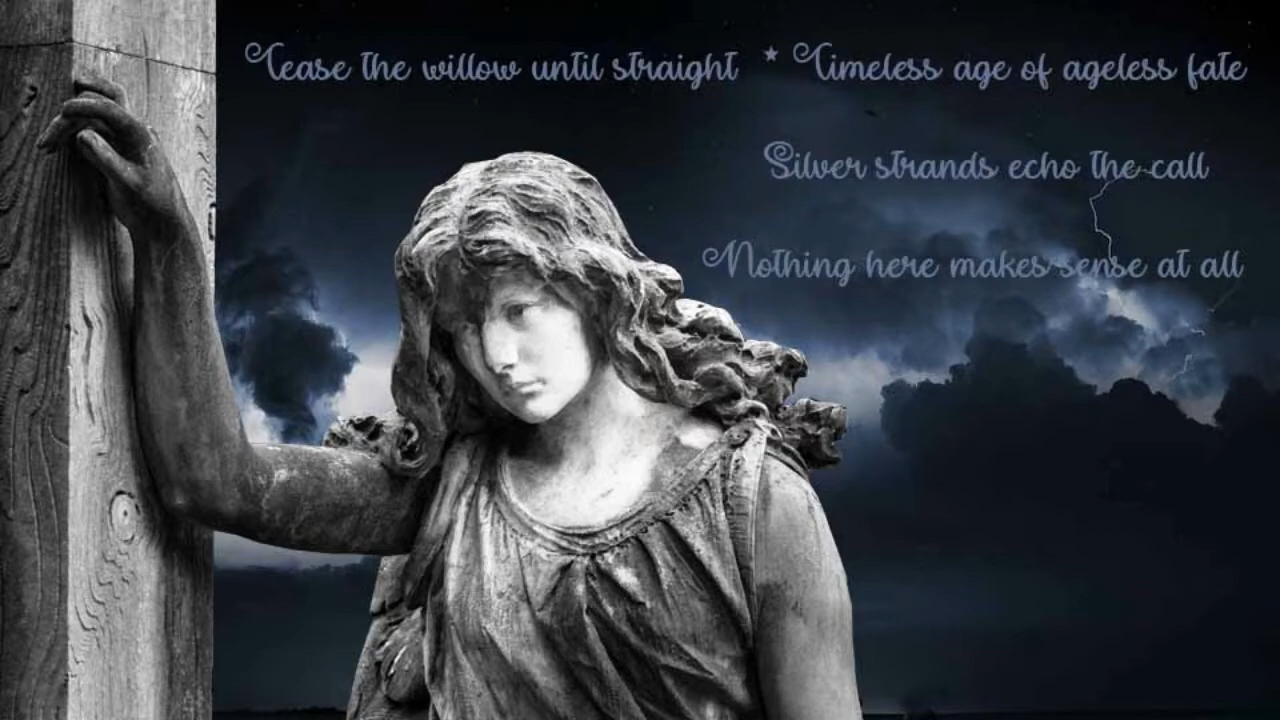 Tease the willow until straight * Timeless age of ageless fate
Silver strands echo the call
Nothing here makes sense at all